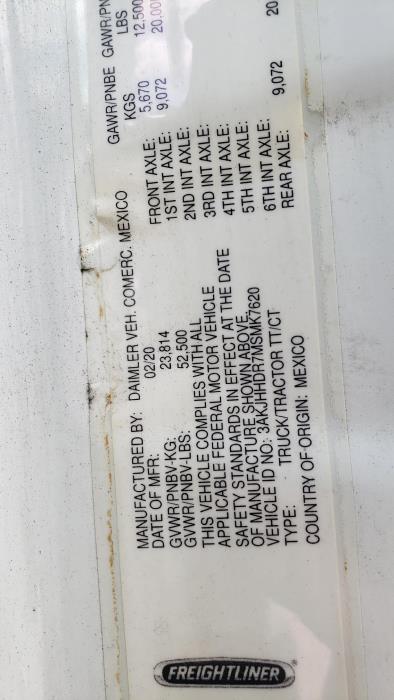 FREIGHTLINER
MANUFACTURED BY: DAIMLER VEH. COMERC. MEXICO
DATE OF MFR: 02/20
GVWR/PNBV-KG: 23,814
GVWR/PNBV-LBS: 52,500
THIS VEHICLE COMPLIES WITH ALL
APPLICABLE FEDERAL MOTOR VEHICLE
SAFETY STANDARDS IN EFFECT AT THE DATE
OF MANUFACTURE SHOWN ABOVE
VEHICLE ID NO: 3AKJHHDR7MSMK7620
TYPE: TRUCK/TRACTOR TT/CT
COUNTRY OF ORIGIN: MEXICO
GAWR/PNBE GAWR/PN
KGS LBS
FRONT AXLE: 5,670 12,500
1ST INT AXLE: 9,072 20,00
2ND INT AXLE:
3RD INT AXLE:
4TH INT AXLE:
5TH INT AXLE:
6TH INT AXLE:
REAR AXLE: 9,072 20